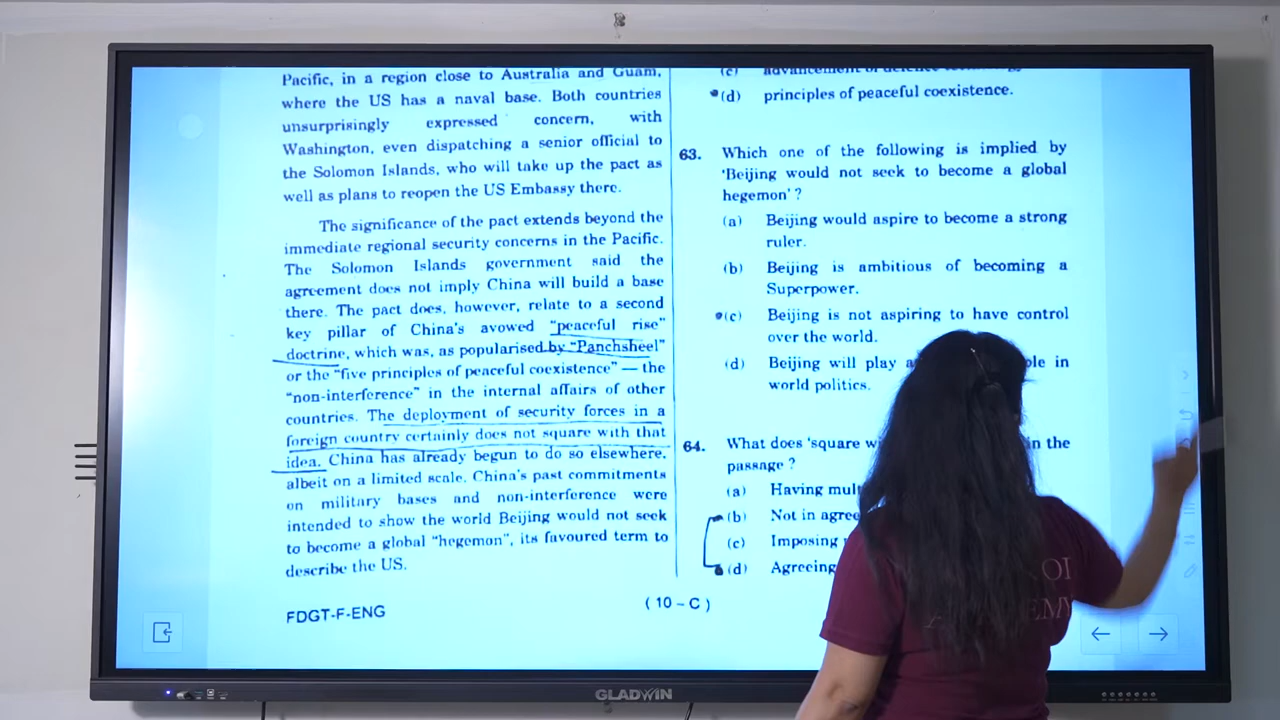 Pacific, in a region close to Australia and Guam,
where the US has a naval base. Both countries
unsurprisingly expressed concern, with
Washington, even dispatching a senior official to
the Solomon Islands, who will take up the pact as
well as plans to reopen the US Embassy there.
The significance of the pact extends beyond the
immediate regional security concerns in the Pacific.
The Solomon Islands government said the
agreement does not imply China will build a base
there. The pact does, however, relate to a second
key pillar of China's avowed "peaceful rise"
doctrine, which was, as popularised by "Panchsheel"
or the "five principles of peaceful coexistence" — the
"non-interference" in the internal affairs of other
countries. The deployment of security forces in a
foreign country certainly does not square with that
idea. China has already begun to do so elsewhere,
albeit on a limited scale. China's past commitments
on military bases and non-interference were
intended to show the world Beijing would not seek
to become a global "hegemon", its favoured term to
describe the US.
FDGT-F-ENG
( 10 – C )
(c) advancement of defence technology.
(d) principles of peaceful coexistence.
63. Which one of the following is implied by
'Beijing would not seek to become a global
hegemon' ?
(a) Beijing would aspire to become a strong
ruler.
(b) Beijing is ambitious of becoming a
Superpower.
(c) Beijing is not aspiring to have control
over the world.
(d) Beijing will play in
world politics.
64. What does 'square in the
passage ?
(a) Having
(b) Not in
(c) Imposing
(d) Agreeing
GLADWIN